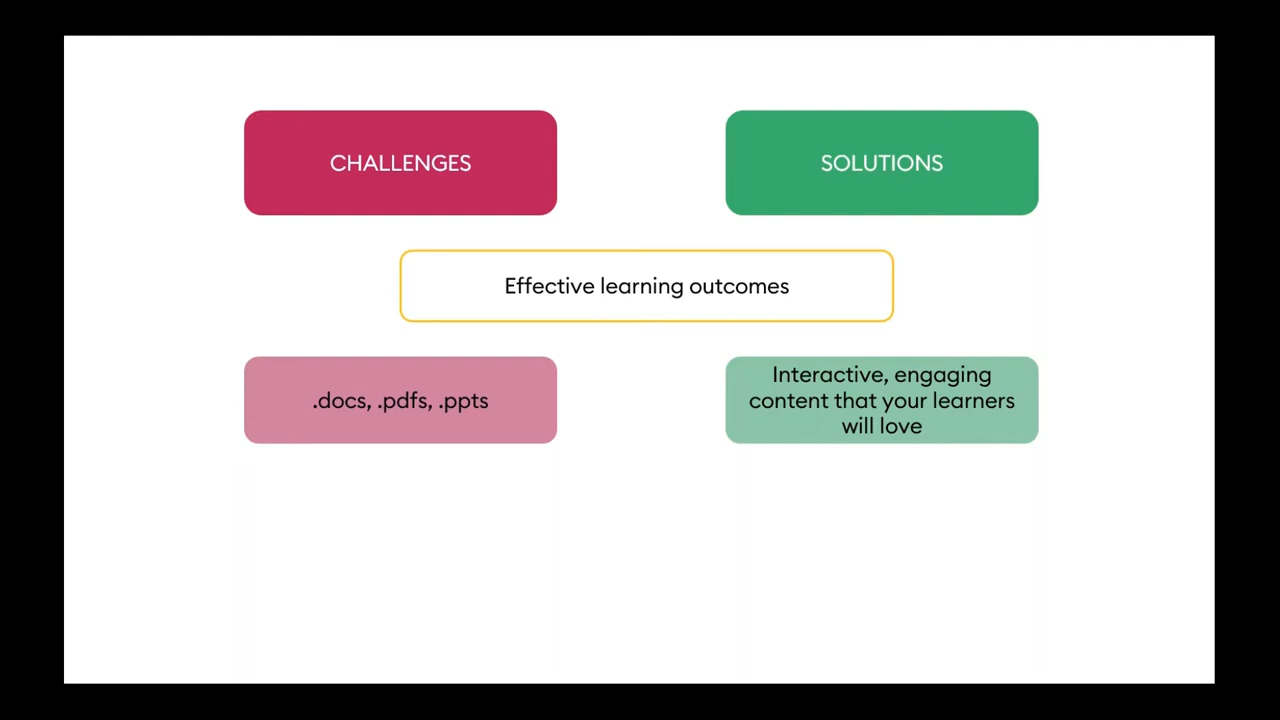 CHALLENGES
SOLUTIONS
Effective learning outcomes
.docs, .pdfs, .ppts
Interactive, engaging
content that your learners
will love